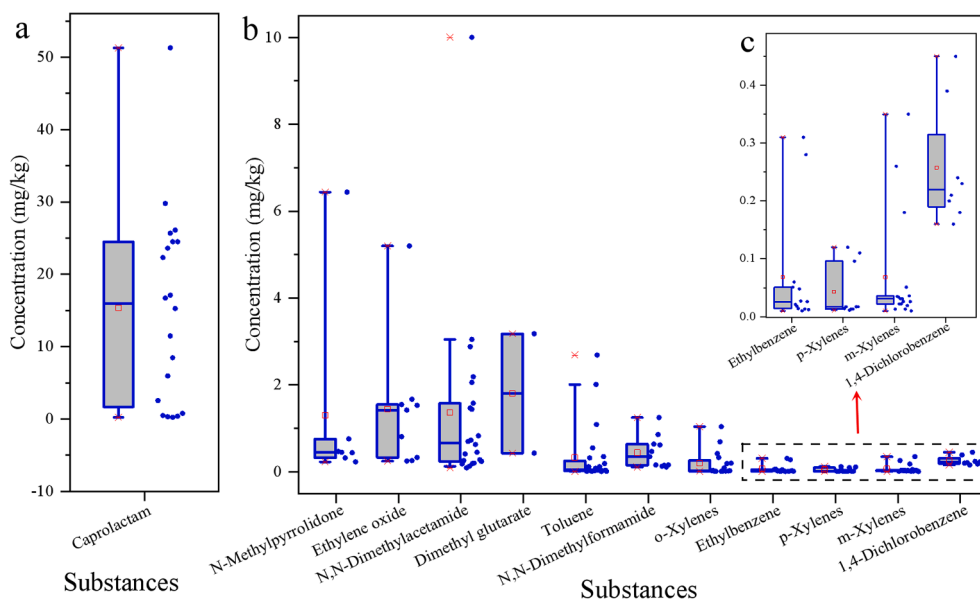 a
Concentration (mg/kg)
50
40
30
20
10
0
-10
Caprolactam
Substances
b
Concentration (mg/kg)
10
8
6
4
2
0
N-Methylpyrrolidone
Ethylene oxide
N,N-Dimethylacetamide
Dimethyl glutarate
Toluene
N,N-Dimethylformamide
o-Xylenes
Ethylbenzene
p-Xylenes
m-Xylenes
1,4-Dichlorobenzene
Substances
c
0.4
0.3
0.2
0.1
0.0
Ethylbenzene
p-Xylenes
m-Xylenes
1,4-Dichlorobenzene